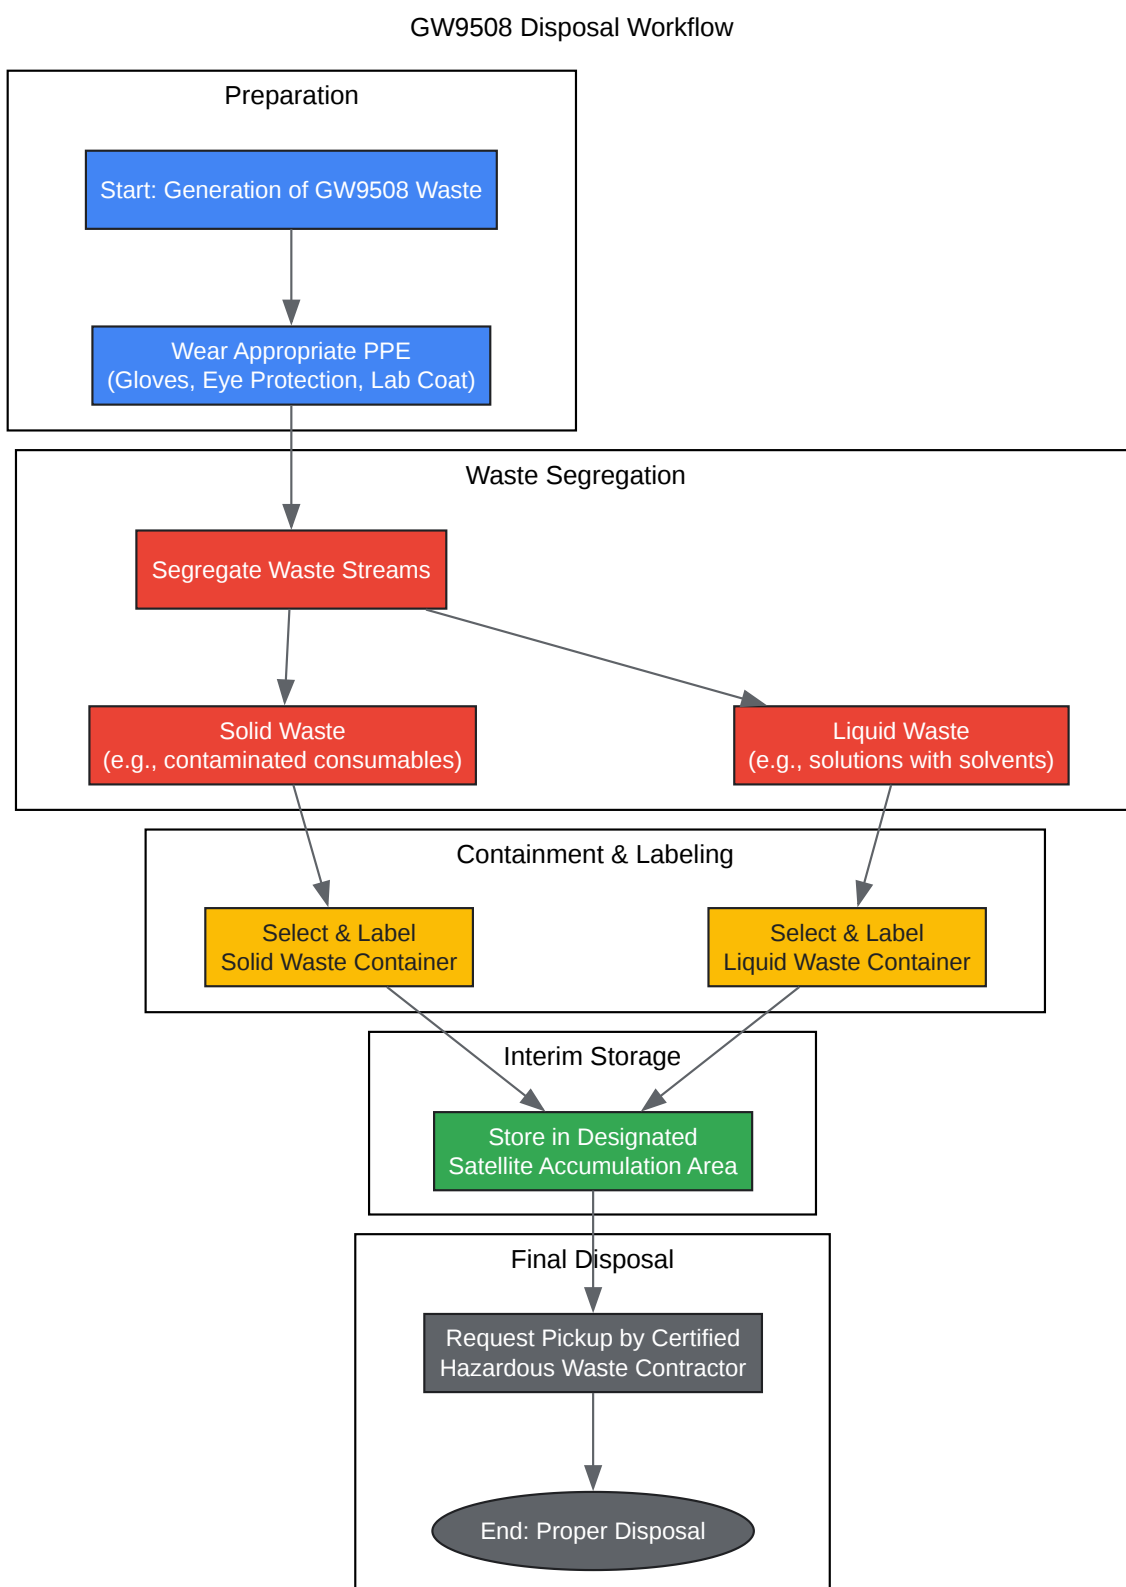 GW9508 Disposal Workflow
Preparation
Start: Generation of GW9508 Waste
Wear Appropriate PPE
(Gloves, Eye Protection, Lab Coat)
Waste Segregation
Segregate Waste Streams
Solid Waste
(e.g., contaminated consumables)
Liquid Waste
(e.g., solutions with solvents)
Containment & Labeling
Select & Label
Solid Waste Container
Select & Label
Liquid Waste Container
Interim Storage
Store in Designated
Satellite Accumulation Area
Final Disposal
Request Pickup by Certified
Hazardous Waste Contractor
End: Proper Disposal